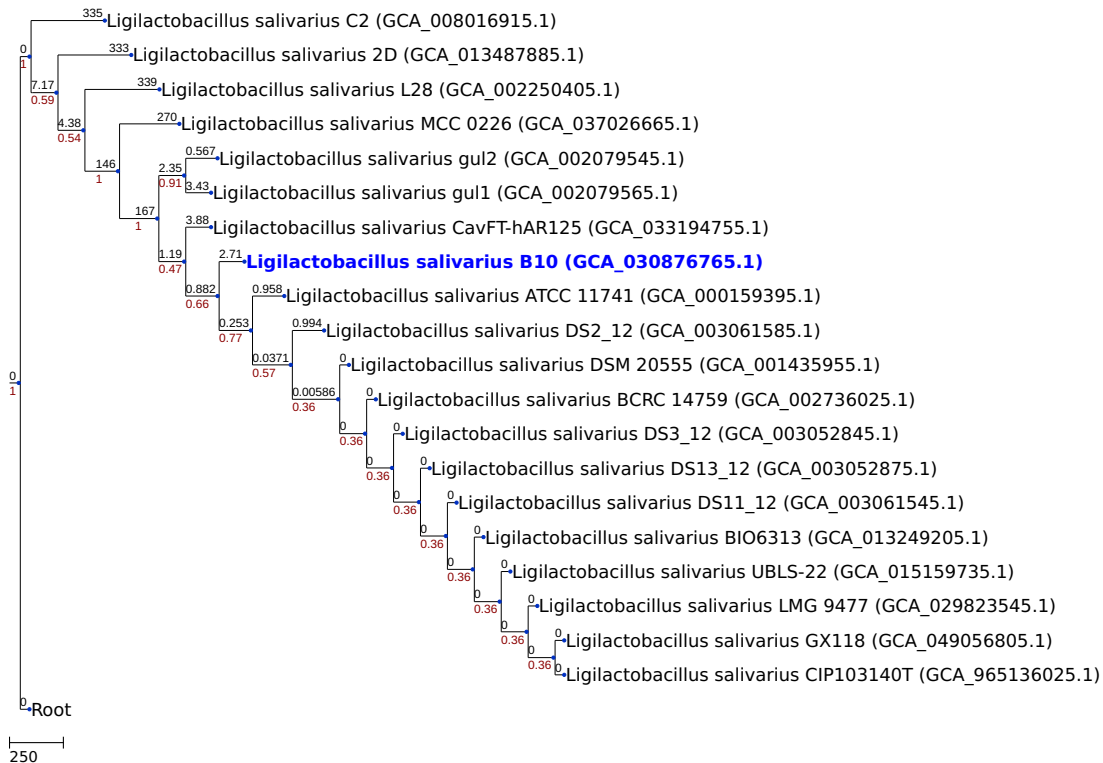 335 Ligilactobacillus salivarius C2 (GCA_008016915.1)
0
1
333 Ligilactobacillus salivarius 2D (GCA_013487885.1)
7.17
0.59
339 Ligilactobacillus salivarius L28 (GCA_002250405.1)
4.38
0.54
270 Ligilactobacillus salivarius MCC 0226 (GCA_037026665.1)
146
1
0.567 Ligilactobacillus salivarius gul2 (GCA_002079545.1)
2.35
0.91
3.43 Ligilactobacillus salivarius gul1 (GCA_002079565.1)
167
1
3.88 Ligilactobacillus salivarius CavFT-hAR125 (GCA_033194755.1)
1.19
0.47
2.71 Ligilactobacillus salivarius B10 (GCA_030876765.1)
0.882
0.66
0.958 Ligilactobacillus salivarius ATCC 11741 (GCA_000159395.1)
0.253
0.77
0.994 Ligilactobacillus salivarius DS2_12 (GCA_003061585.1)
0.0371
0.57
0 Ligilactobacillus salivarius DSM 20555 (GCA_001435955.1)
0
1
0.00586
0.36
0 Ligilactobacillus salivarius BCRC 14759 (GCA_002736025.1)
0
0.36
0 Ligilactobacillus salivarius DS3_12 (GCA_003052845.1)
0
0.36
0 Ligilactobacillus salivarius DS13_12 (GCA_003052875.1)
0
0.36
0 Ligilactobacillus salivarius DS11_12 (GCA_003061545.1)
0
0.36
0 Ligilactobacillus salivarius BIO6313 (GCA_013249205.1)
0
0.36
0 Ligilactobacillus salivarius UBLS-22 (GCA_015159735.1)
0
0.36
0 Ligilactobacillus salivarius LMG 9477 (GCA_029823545.1)
0
0.36
0 Ligilactobacillus salivarius GX118 (GCA_049056805.1)
0
0.36
0 Ligilactobacillus salivarius CIP103140T (GCA_965136025.1)
0 Root
250